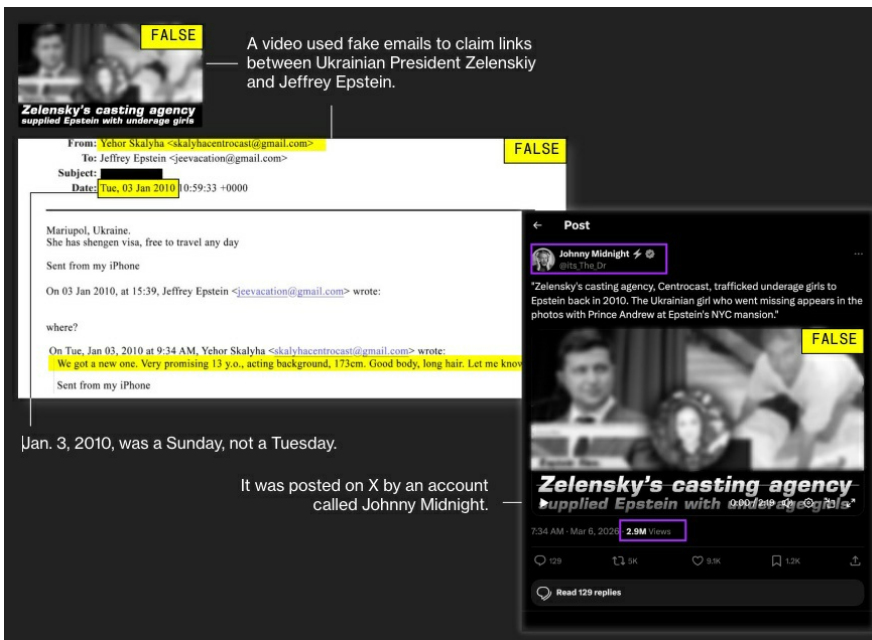 FALSE
Zelensky's casting agency
supplied Epstein with underage girls
A video used fake emails to claim links
between Ukrainian President Zelenskiy
and Jeffrey Epstein.
FALSE
From: Yehor Skalyha <skalyhacentrocast@gmail.com>
To: Jeffrey Epstein <jeevacation@gmail.com>
Subject:
Date: Tue, 03 Jan 2010 10:59:33 +0000
Mariupol, Ukraine.
She has shengen visa, free to travel any day
Sent from my iPhone
On 03 Jan 2010, at 15:39, Jeffrey Epstein <jeevacation@gmail.com> wrote:
where?
On Tue, Jan 03, 2010 at 9:34 AM, Yehor Skalyha <skalyhacentrocast@gmail.com> wrote:
We got a new one. Very promising 13 y.o., acting background, 173cm. Good body, long hair. Let me know
Sent from my iPhone
Jan. 3, 2010, was a Sunday, not a Tuesday.
It was posted on X by an account
called Johnny Midnight.
Post
Johnny Midnight
@Its_The_Dr
"Zelensky's casting agency, Centrocast, trafficked underage girls to
Epstein back in 2010. The Ukrainian girl who went missing appears in the
photos with Prince Andrew at Epstein's NYC mansion."
FALSE
Zelensky's casting agency
supplied Epstein with underage girls
0:00 / 2:19
7:34 AM · Mar 6, 2026 · 2.9M Views
129 5K 9.1K 1.2K
Read 129 replies